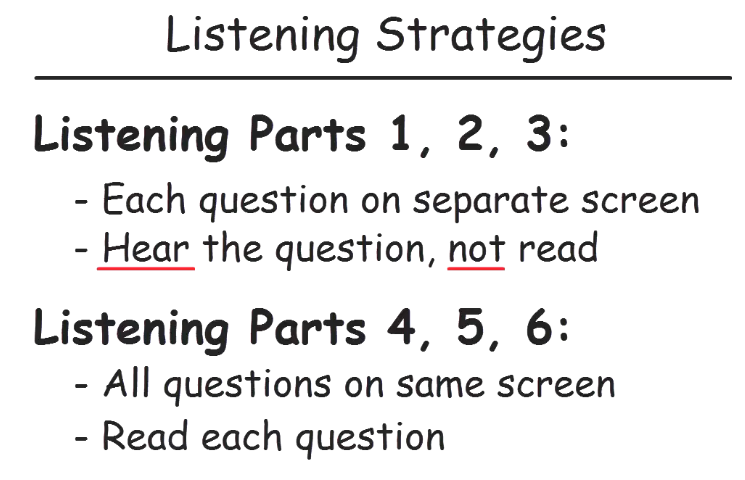 Listening Strategies
Listening Parts 1, 2, 3:
- Each question on separate screen
- Hear the question, not read
Listening Parts 4, 5, 6:
- All questions on same screen
- Read each question